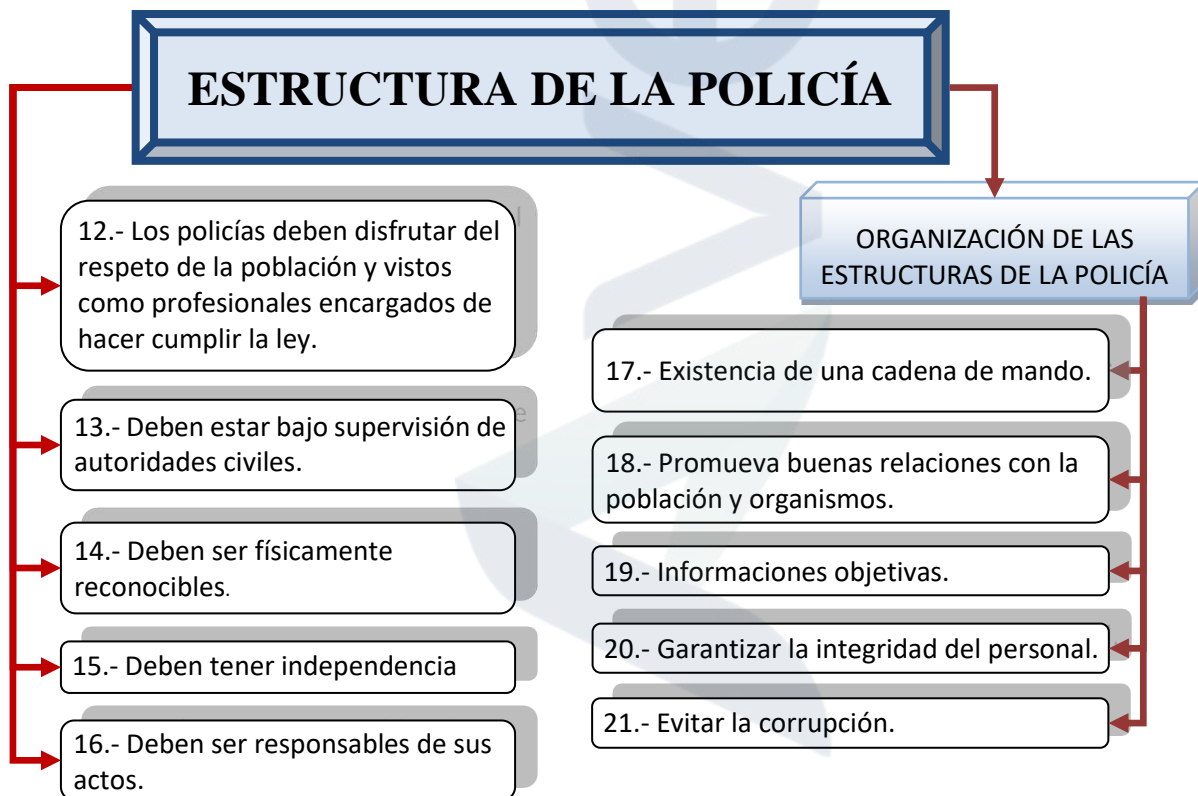 ESTRUCTURA DE LA POLICÍA
12.- Los policías deben disfrutar del
respeto de la población y vistos
como profesionales encargados de
hacer cumplir la ley.
13.- Deben estar bajo supervisión de
autoridades civiles.
14.- Deben ser físicamente
reconocibles.
15.- Deben tener independencia
16.- Deben ser responsables de sus
actos.
ORGANIZACIÓN DE LAS
ESTRUCTURAS DE LA POLICÍA
17.- Existencia de una cadena de mando.
18.- Promueva buenas relaciones con la
población y organismos.
19.- Informaciones objetivas.
20.- Garantizar la integridad del personal.
21.- Evitar la corrupción.